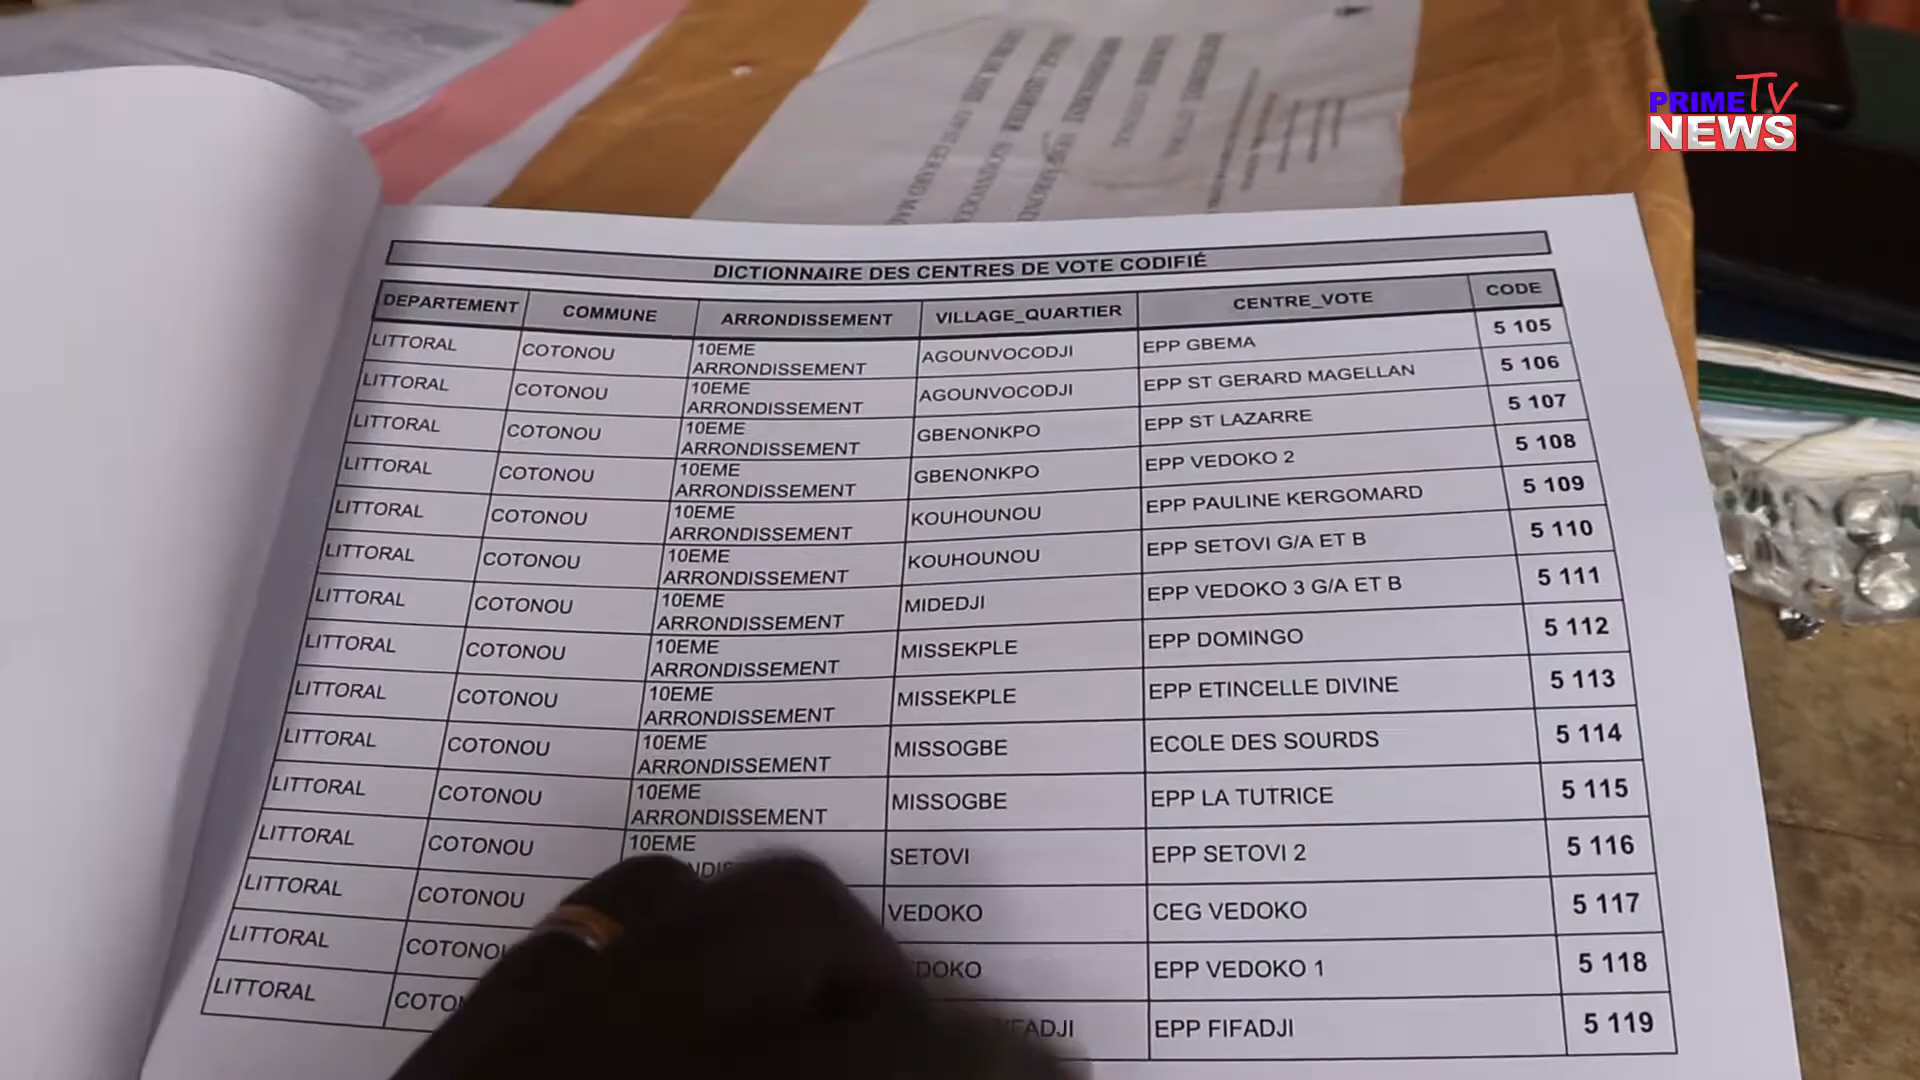 PRIME TV
NEWS
DICTIONNAIRE DES CENTRES DE VOTE CODIFIÉ
DEPARTEMENT COMMUNE ARRONDISSEMENT VILLAGE_QUARTIER CENTRE_VOTE CODE
LITTORAL COTONOU 10EME ARRONDISSEMENT AGOUNVOCODJI EPP GBEMA 5 105
LITTORAL COTONOU 10EME ARRONDISSEMENT AGOUNVOCODJI EPP ST GERARD MAGELLAN 5 106
LITTORAL COTONOU 10EME ARRONDISSEMENT GBENONKPO EPP ST LAZARRE 5 107
LITTORAL COTONOU 10EME ARRONDISSEMENT GBENONKPO EPP VEDOKO 2 5 108
LITTORAL COTONOU 10EME ARRONDISSEMENT KOUHOUNOU EPP PAULINE KERGOMARD 5 109
LITTORAL COTONOU 10EME ARRONDISSEMENT KOUHOUNOU EPP SETOVI G/A ET B 5 110
LITTORAL COTONOU 10EME ARRONDISSEMENT MIDEDJI EPP VEDOKO 3 G/A ET B 5 111
LITTORAL COTONOU 10EME ARRONDISSEMENT MISSEKPLE EPP DOMINGO 5 112
LITTORAL COTONOU 10EME ARRONDISSEMENT MISSEKPLE EPP ETINCELLE DIVINE 5 113
LITTORAL COTONOU 10EME ARRONDISSEMENT MISSOGBE ECOLE DES SOURDS 5 114
LITTORAL COTONOU 10EME ARRONDISSEMENT MISSOGBE EPP LA TUTRICE 5 115
LITTORAL COTONOU 10EME SETOVI EPP SETOVI 2 5 116
LITTORAL COTONOU VEDOKO CEG VEDOKO 5 117
LITTORAL COTONOU EPP VEDOKO 1 5 118
LITTORAL EPP FIFADJI 5 119